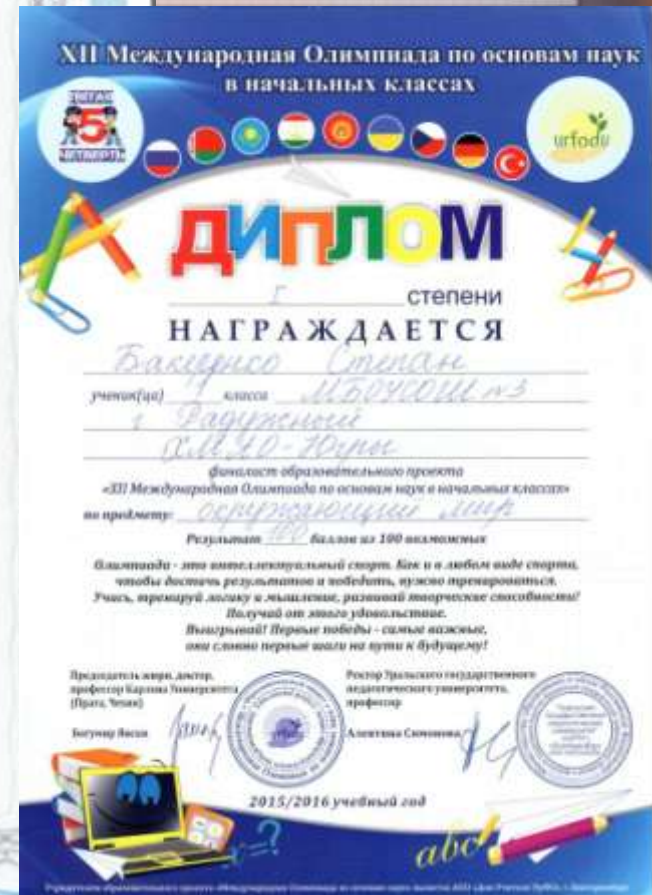 XII Международная Олимпиада по основам наук
в начальных классах
ПЯТАЯ
5
ЧЕТВЕРТЬ
urfodu
ДИПЛОМ
I степени
НАГРАЖДАЕТСЯ
Степан
ученик(ца) 1 класса МБОУСОШ №3
г Радужный
ХМАО-Югры
финалист образовательного проекта
«XII Международная Олимпиада по основам наук в начальных классах»
по предмету: окружающий мир
Результат 100 баллов из 100 возможных
Олимпиада - это интеллектуальный спорт. Как и в любом виде спорта,
чтобы достичь результатов и победить, нужно тренироваться.
Учись, тренируй логику и мышление, развивай творческие способности!
Получай от этого удовольствие.
Выигрывай! Первые победы - самые важные,
они словно первые шаги на пути к будущему!
Председатель жюри, доктор,
профессор Карлова Университета
(Прага, Чехия)
Ректор Уральского государственного
педагогического университета,
профессор
Алевтина Симонова
2015/2016 учебный год
abc